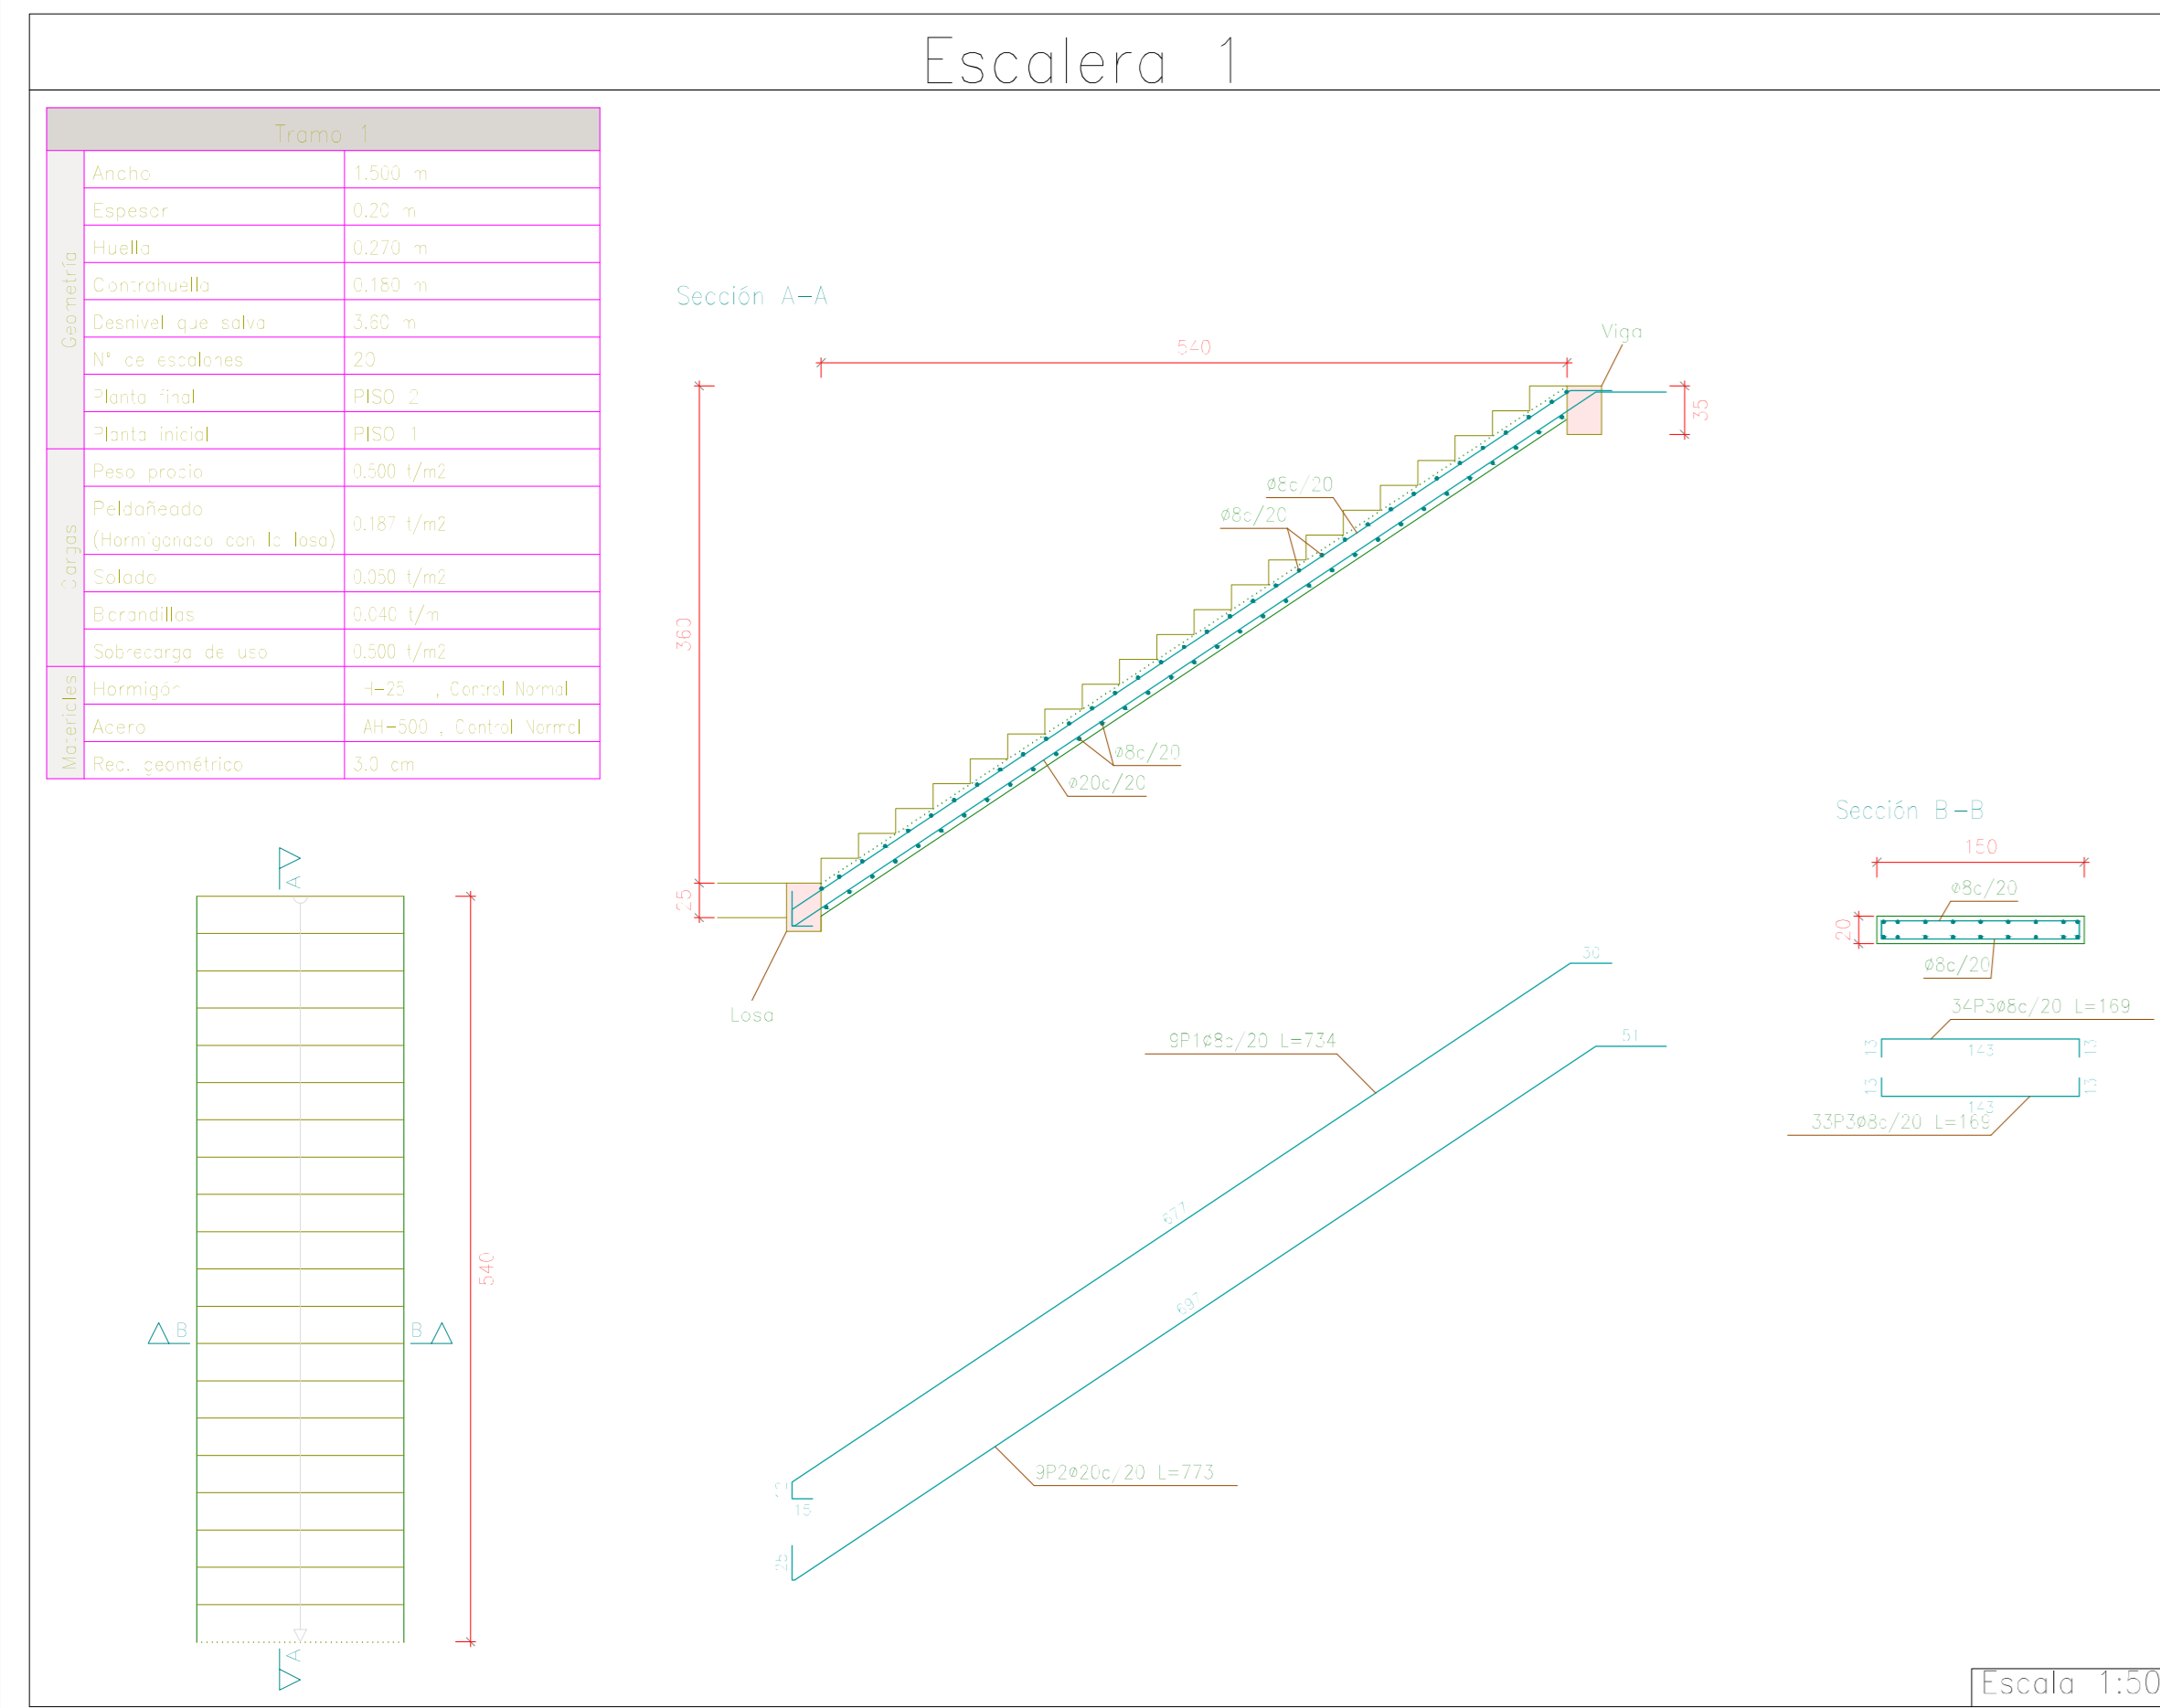 Escalera 1
Tramo 1
Geometría
Ancho 1.500 m
Espesor 0.20 m
Huella 0.270 m
Contrahuella 0.180 m
Desnivel que salva 3.60 m
Nº de escalones 20
Planta final PISO 2
Planta inicial PISO 1
Cargas
Peso propio 0.500 t/m2
Peldañeado
(Hormigonado con la losa) 0.187 t/m2
Solado 0.050 t/m2
Barandillas 0.040 t/m
Sobrecarga de uso 0.500 t/m2
Materiales
Hormigón H-25 , Control Normal
Acero AH-500 , Control Normal
Rec. geométrico 3.0 cm
Sección A-A
540
Viga
35
360
25
ø8c/20
ø8c/20
ø8c/20
ø20c/20
Losa
Sección B-B
150
ø8c/20
20
ø8c/20
34P3ø8c/20 L=169
13
143
13
13
143
13
33P3ø8c/20 L=169
30
9P1ø8c/20 L=734
51
677
697
9P2ø20c/20 L=773
15
25
A
B
B
540
A
Escala 1:50